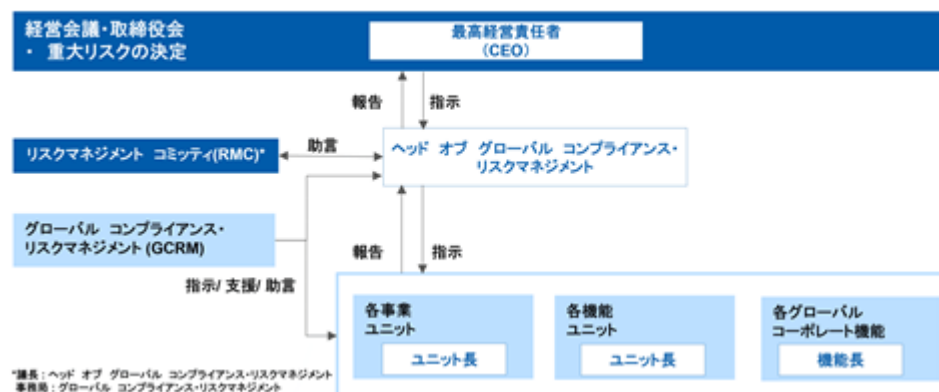 経営会議・取締役会
・ 重大リスクの決定
最高経営責任者
(CEO)
報告
指示
リスクマネジメント コミッティ(RMC)*
助言
ヘッド オブ グローバル コンプライアンス・
リスクマネジメント
グローバル コンプライアンス・
リスクマネジメント (GCRM)
報告
指示
指示/ 支援/ 助言
各事業
ユニット
ユニット長
各機能
ユニット
ユニット長
各グローバル
コーポレート機能
機能長
*議長：ヘッド オブ グローバル コンプライアンス・リスクマネジメント
事務局：グローバル コンプライアンス・リスクマネジメント